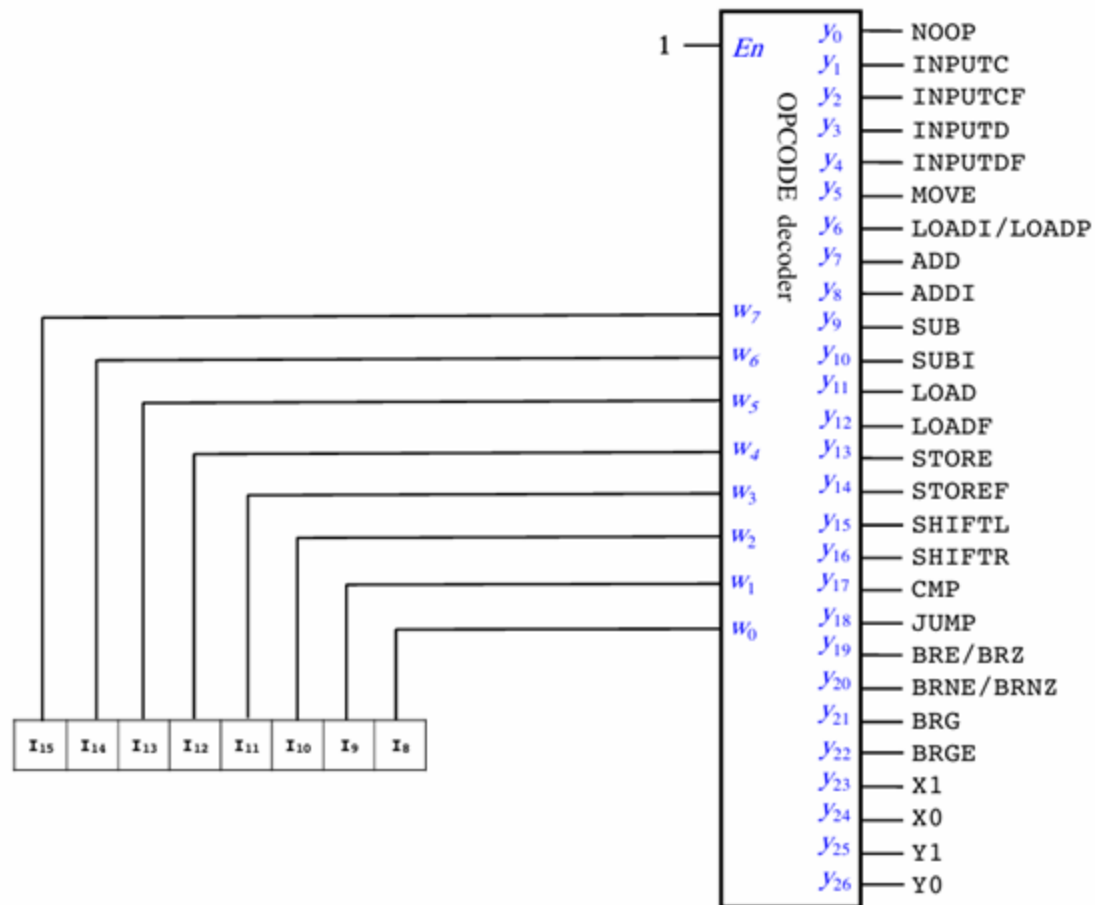 1 En y0 NOOP
y1 INPUTC
y2 INPUTCF
y3 INPUTD
y4 INPUTDF
y5 MOVE
y6 LOADI/LOADP
y7 ADD
y8 ADDI
y9 SUB
y10 SUBI
y11 LOAD
y12 LOADF
y13 STORE
y14 STOREF
y15 SHIFTL
y16 SHIFTR
y17 CMP
y18 JUMP
y19 BRE/BRZ
y20 BRNE/BRNZ
y21 BRG
y22 BRGE
y23 X1
y24 X0
y25 Y1
y26 Y0
OPCODE decoder
w7
w6
w5
w4
w3
w2
w1
w0
I15 I14 I13 I12 I11 I10 I9 I8